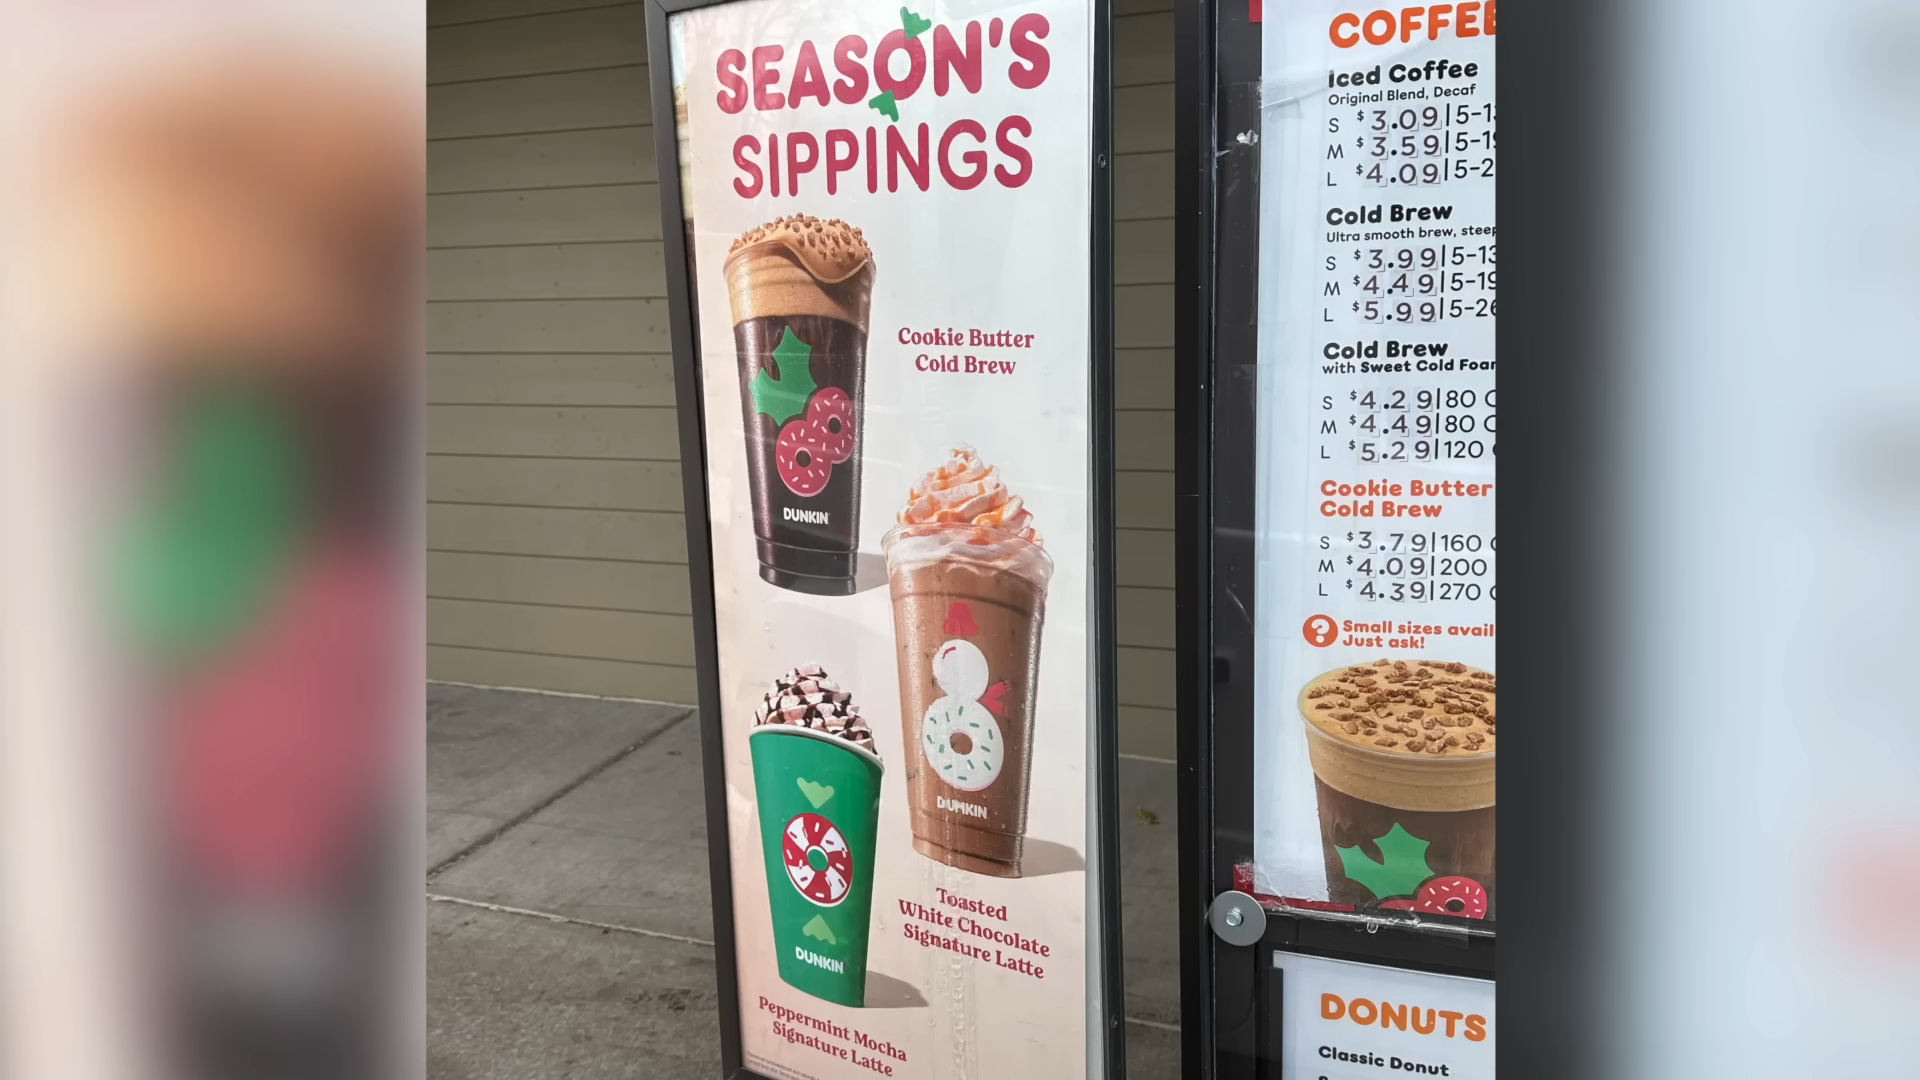 SEASON'S
SIPPINGS
Cookie Butter
Cold Brew
DUNKIN'
DUNKIN
DUNKIN
Toasted
White Chocolate
Signature Latte
Peppermint Mocha
Signature Latte
COFFEE
Iced Coffee
Original Blend, Decaf
S $3.09|5-1
M $3.59|5-1
L $4.09|5-2
Cold Brew
Ultra smooth brew, steep
S $3.99|5-13
M $4.49|5-19
L $5.99|5-26
Cold Brew
with Sweet Cold Foam
S $4.29|80 C
M $4.49|80 C
L $5.29|120
Cookie Butter
Cold Brew
S $3.79|160
M $4.09|200
L $4.39|270
? Small sizes avail
Just ask!
DONUTS
Classic Donut